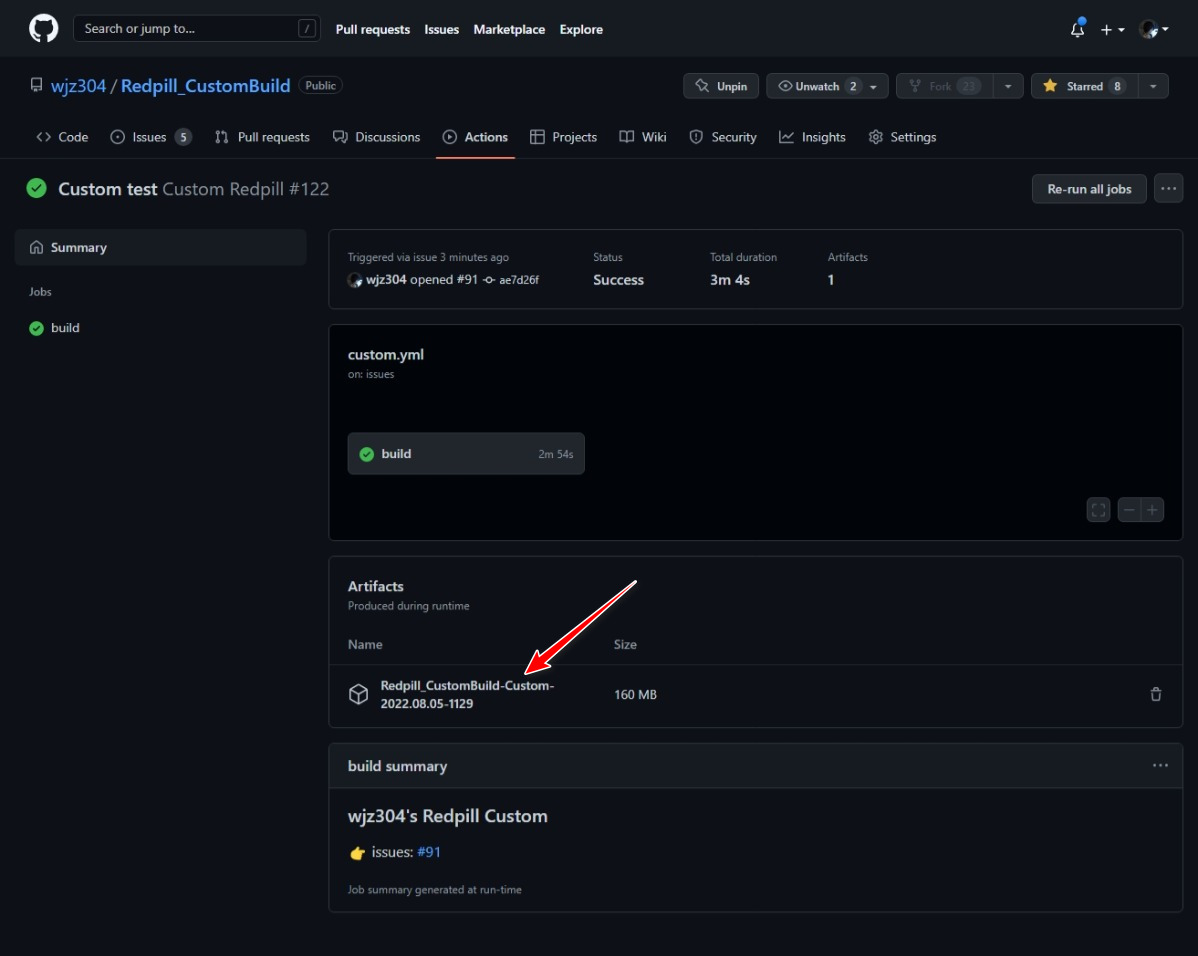 Search or jump to... /
Pull requests Issues Marketplace Explore
wjz304 / Redpill_CustomBuild Public
Unpin Unwatch 2 Fork 23 Starred 8
Code Issues 5 Pull requests Discussions Actions Projects Wiki Security Insights Settings
Custom test Custom Redpill #122
Re-run all jobs
Summary
Jobs
build
Triggered via issue 3 minutes ago
wjz304 opened #91 ae7d26f
Status
Success
Total duration
3m 4s
Artifacts
1
custom.yml
on: issues
build 2m 54s
Artifacts
Produced during runtime
Name Size
Redpill_CustomBuild-Custom-
2022.08.05-1129
160 MB
build summary
wjz304's Redpill Custom
👉 issues: #91
Job summary generated at run-time